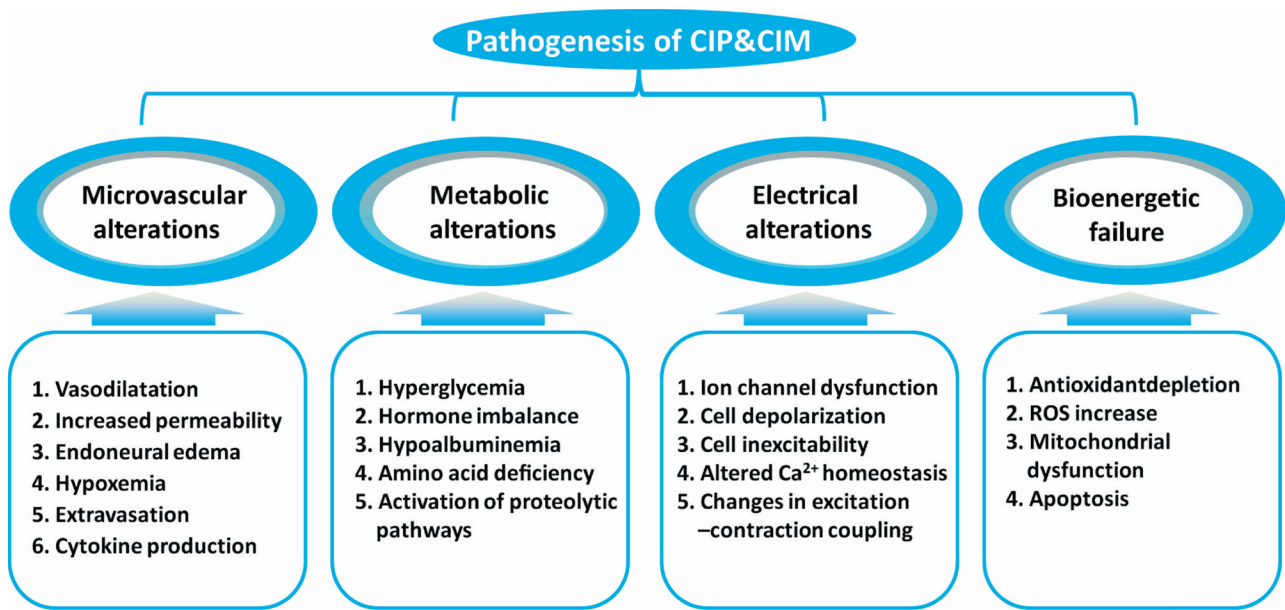 Pathogenesis of CIP&CIM
Microvascular
alterations
Metabolic
alterations
Electrical
alterations
Bioenergetic
failure
1. Vasodilatation
2. Increased permeability
3. Endoneural edema
4. Hypoxemia
5. Extravasation
6. Cytokine production
1. Hyperglycemia
2. Hormone imbalance
3. Hypoalbuminemia
4. Amino acid deficiency
5. Activation of proteolytic
pathways
1. Ion channel dysfunction
2. Cell depolarization
3. Cell inexcitability
4. Altered Ca²⁺ homeostasis
5. Changes in excitation
–contraction coupling
1. Antioxidantdepletion
2. ROS increase
3. Mitochondrial
dysfunction
4. Apoptosis